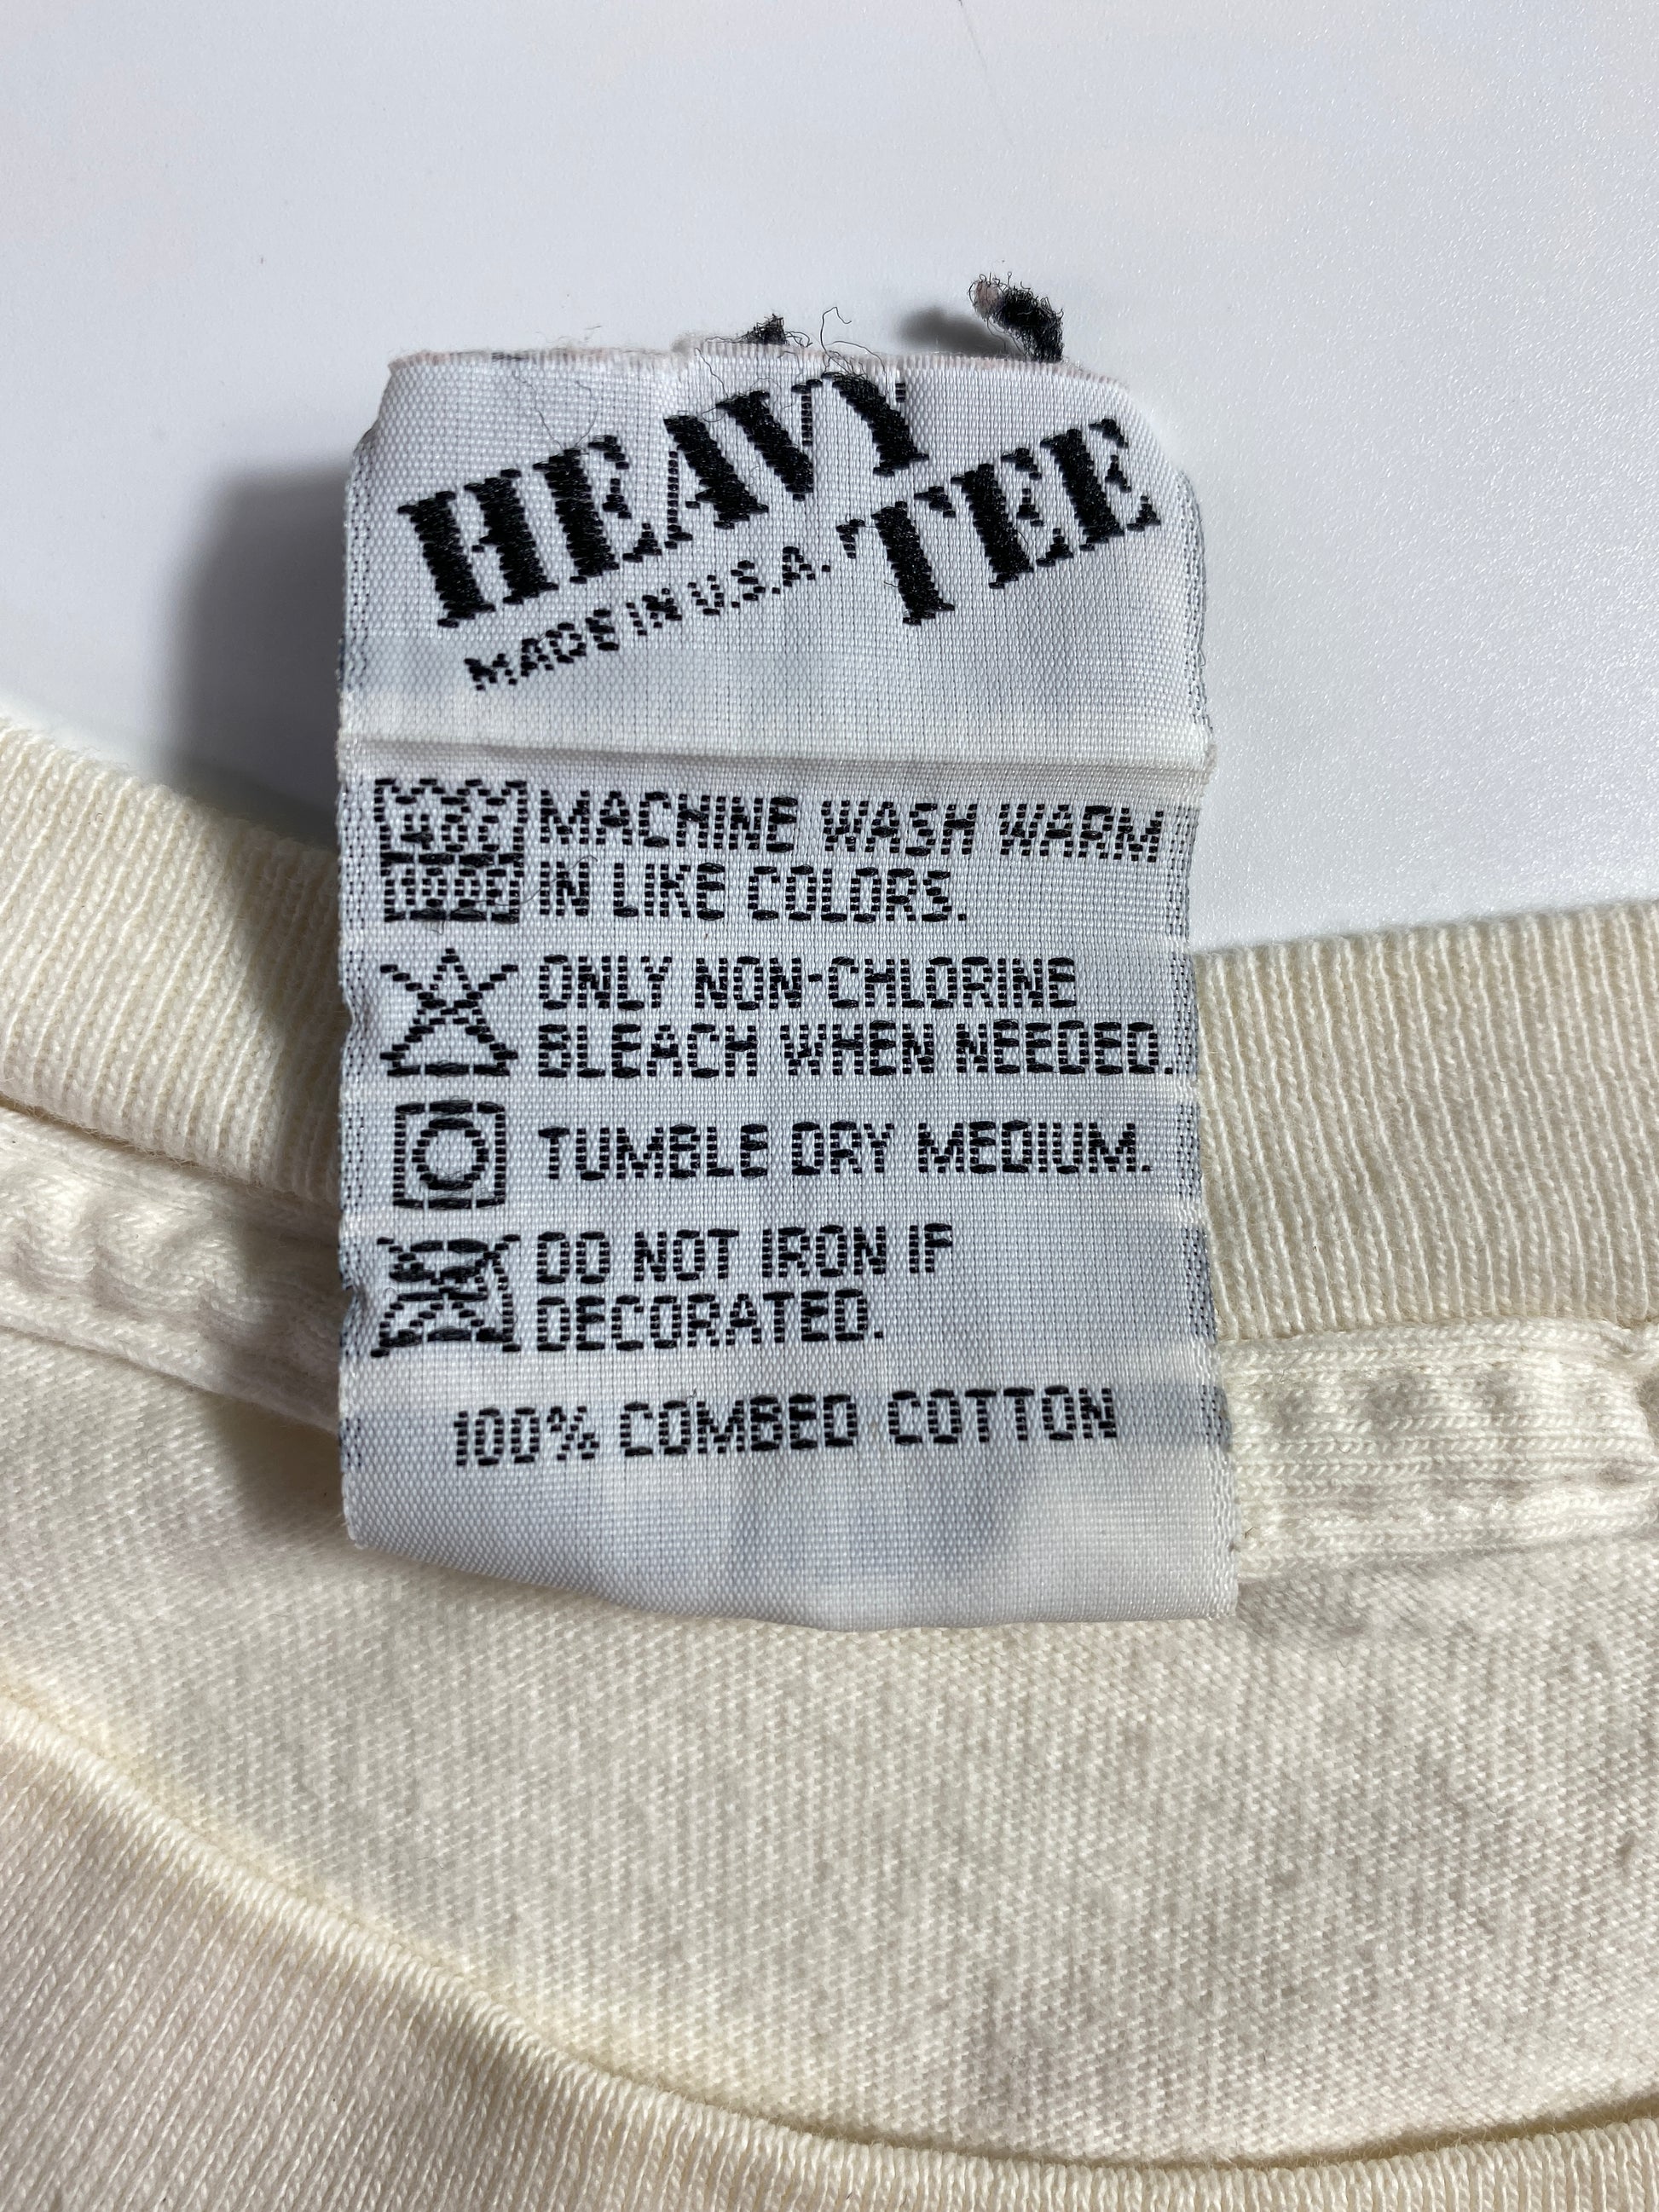 HEAVY
TEE
MADE IN U.S.A.
MACHINE WASH WARM
IN LIKE COLORS.
ONLY NON-CHLORINE
BLEACH WHEN NEEDED.
TUMBLE DRY MEDIUM.
DO NOT IRON IF
DECORATED.
100% COMBED COTTON